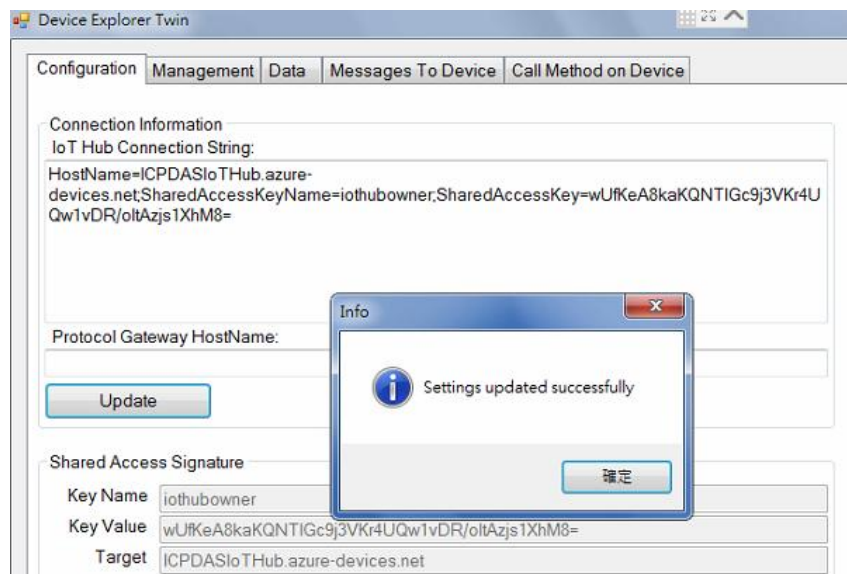 Device Explorer Twin
Configuration Management Data Messages To Device Call Method on Device
Connection Information
IoT Hub Connection String:
HostName=ICPDASIoTHub.azure-
devices.net;SharedAccessKeyName=iothubowner;SharedAccessKey=wUfKeA8kaKQNTIGc9j3VKr4U
Qw1vDR/oltAzjs1XhM8=
Info
Protocol Gateway HostName:
Settings updated successfully
Update
確定
Shared Access Signature
Key Name iothubowner
Key Value wUfKeA8kaKQNTIGc9j3VKr4UQw1vDR/oltAzjs1XhM8=
Target ICPDASIoTHub.azure-devices.net